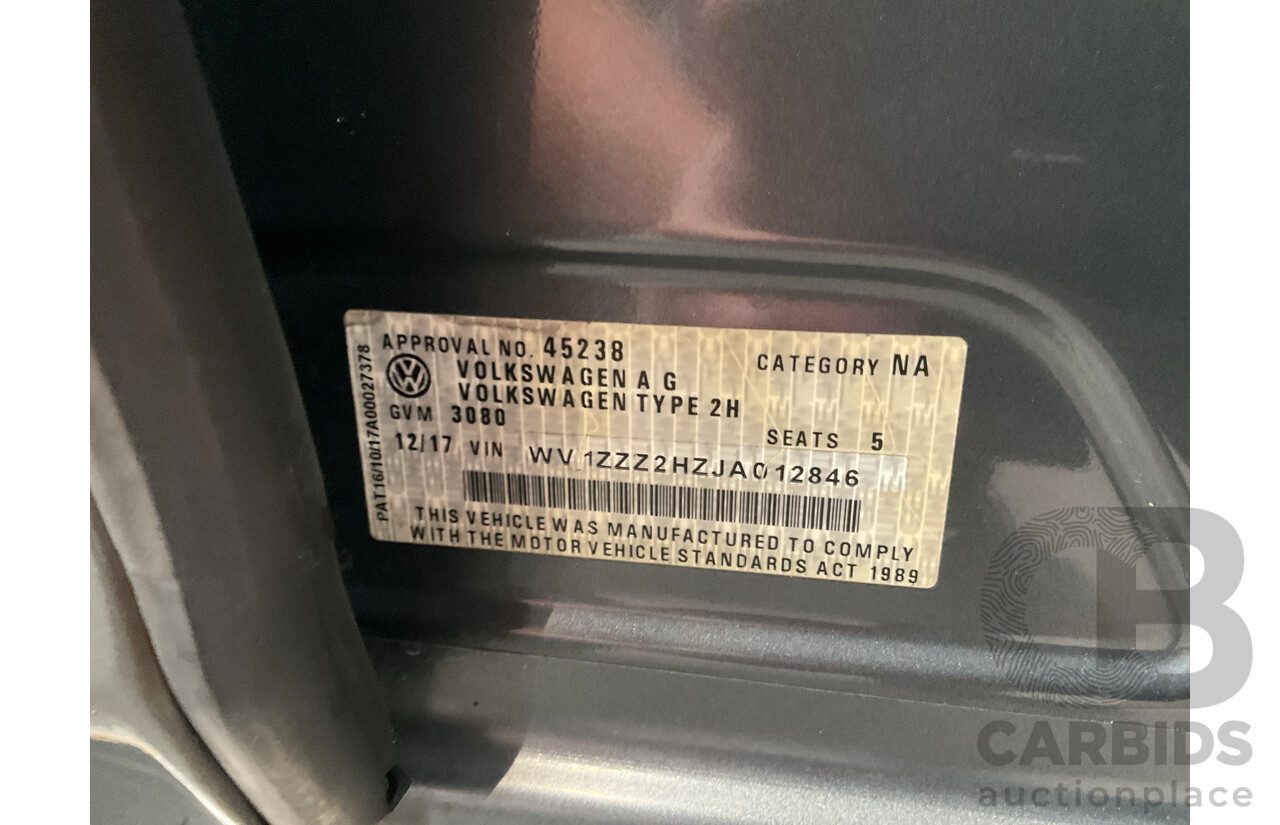 APPROVAL NO. 45238
CATEGORY NA
VOLKSWAGEN A G
VOLKSWAGEN TYPE 2H
GVM 3080
SEATS 5
12/17 VIN WV1ZZZ2HZJA012846
THIS VEHICLE WAS MANUFACTURED TO COMPLY
WITH THE MOTOR VEHICLE STANDARDS ACT 1989
PAT16/10/17A00027378
CB
CARBIDS
auctionplace